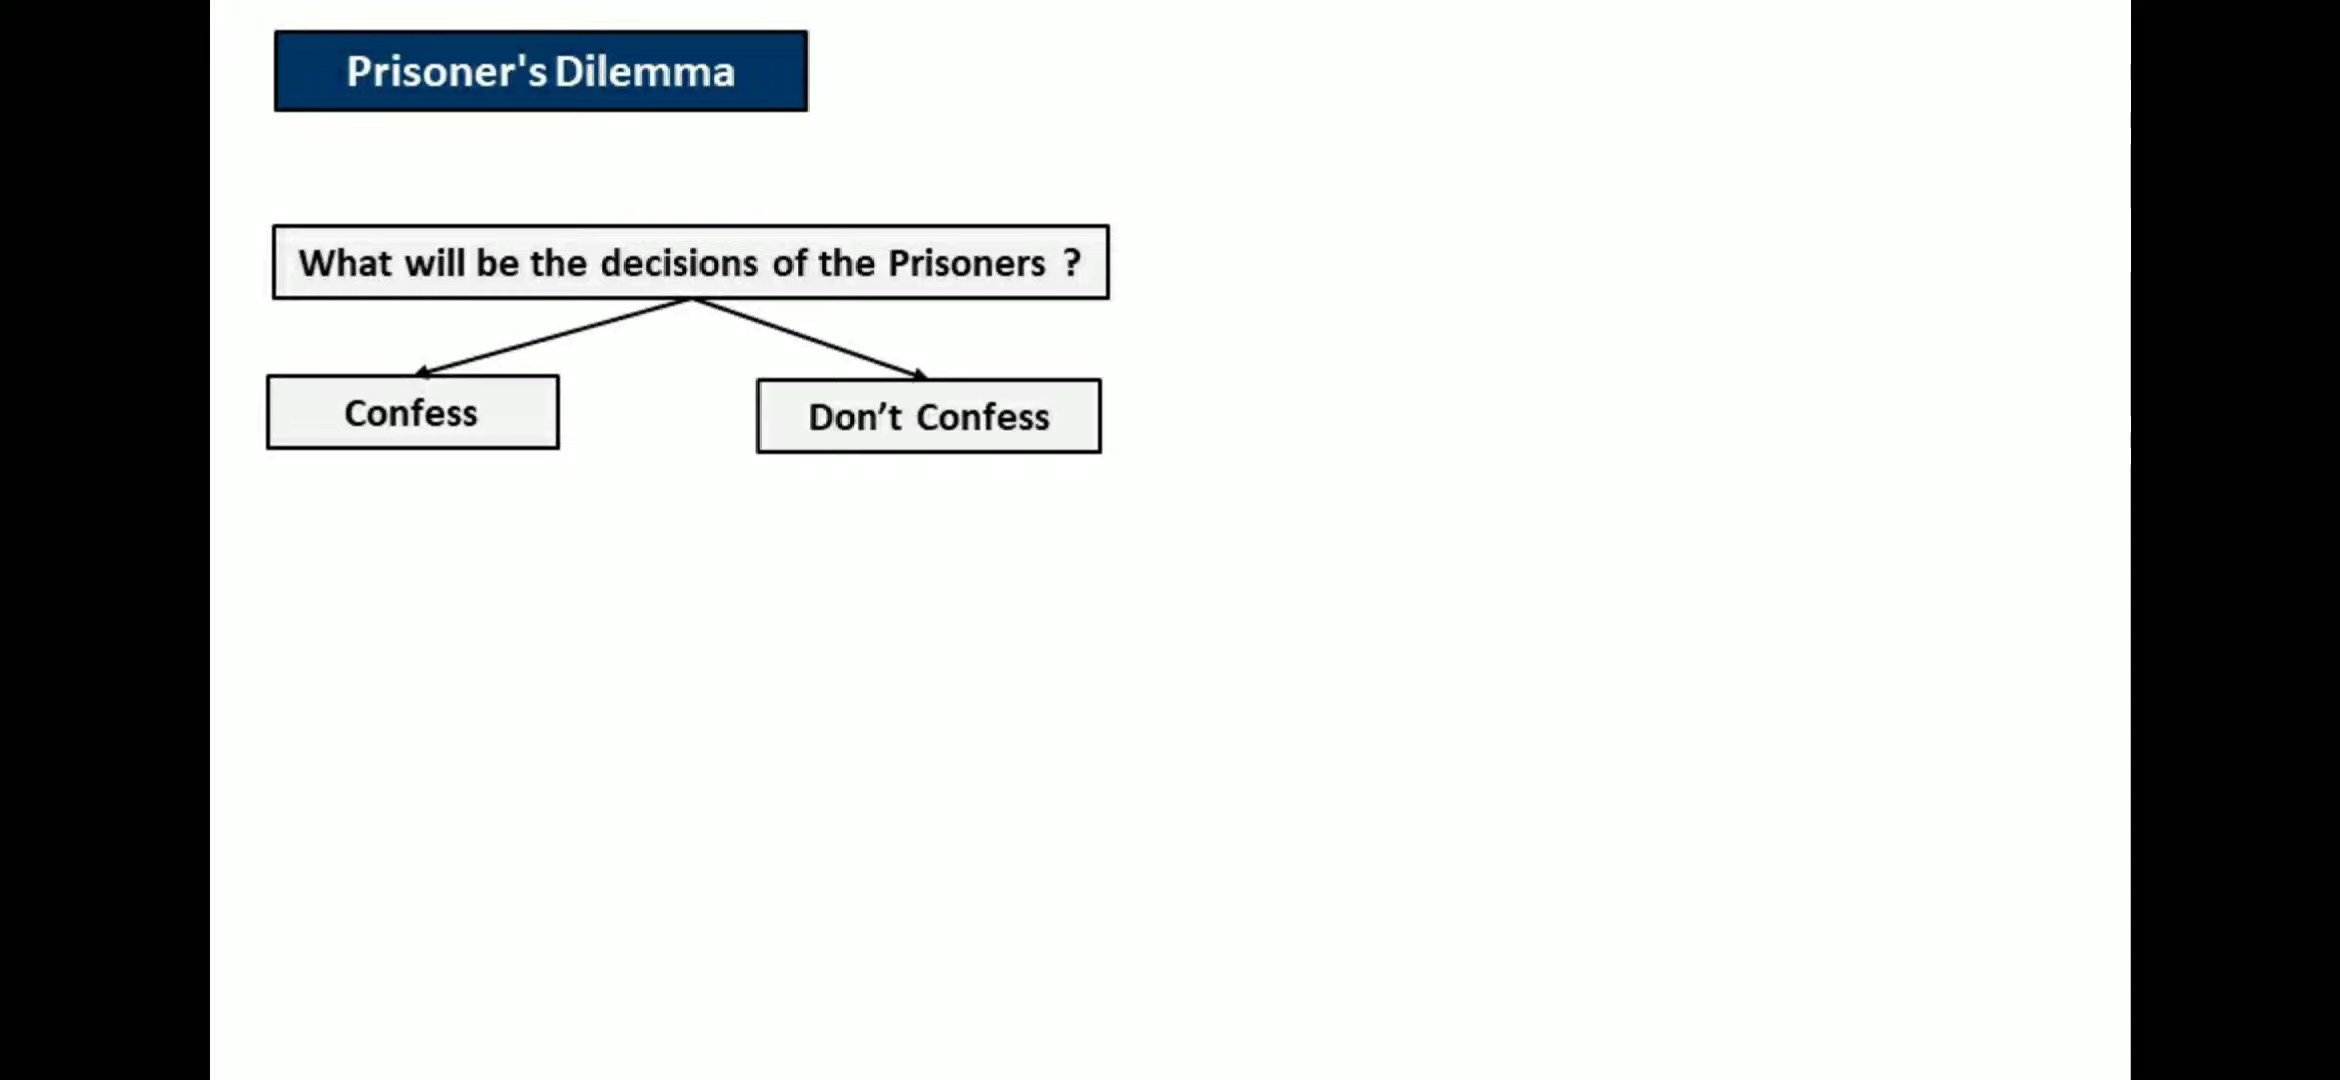 Prisoner's Dilemma
What will be the decisions of the Prisoners ?
Confess
Don’t Confess